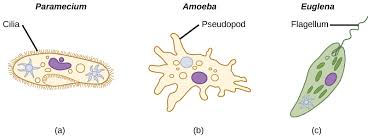 Paramecium
Amoeba
Euglena
Cilia
Pseudopod
Flagellum
(a)
(b)
(c)